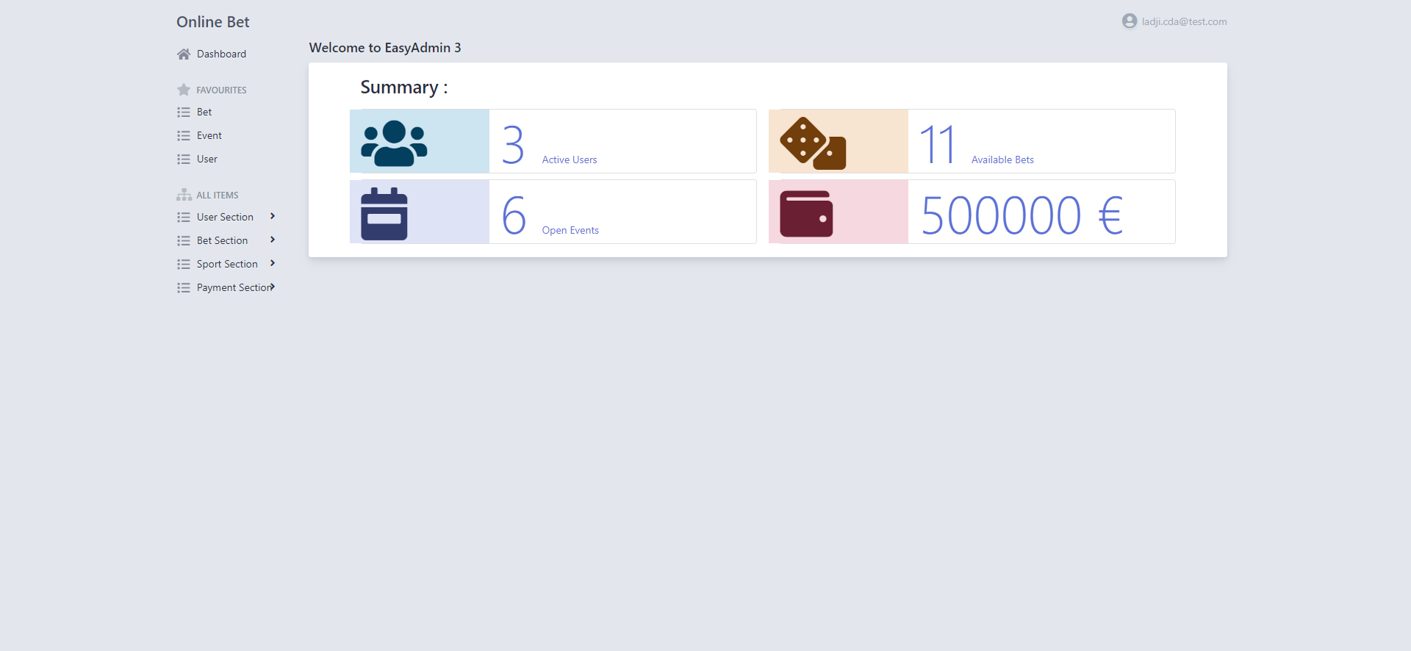 Online Bet
ladji.cda@test.com
Dashboard
FAVOURITES
Bet
Event
User
ALL ITEMS
User Section
Bet Section
Sport Section
Payment Section
Welcome to EasyAdmin 3
Summary :
3 Active Users
11 Available Bets
6 Open Events
500000 €